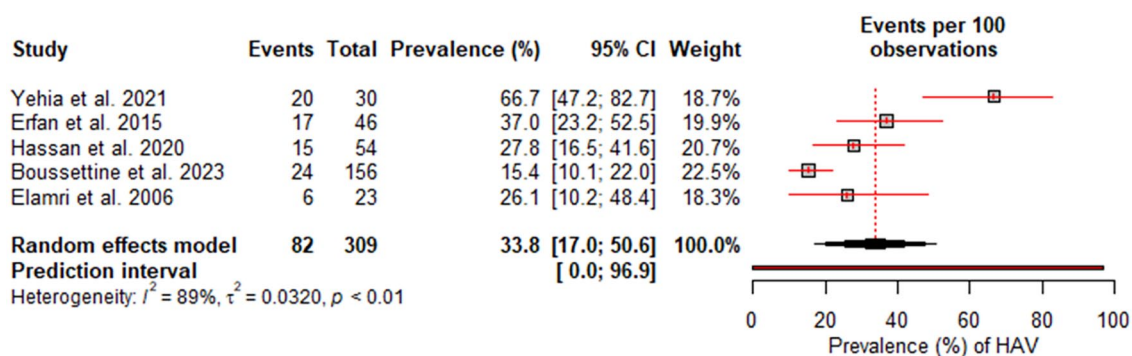 Study Events Total Prevalence (%) 95% CI Weight Events per 100 observations
Yehia et al. 2021 20 30 66.7 [47.2; 82.7] 18.7%
Erfan et al. 2015 17 46 37.0 [23.2; 52.5] 19.9%
Hassan et al. 2020 15 54 27.8 [16.5; 41.6] 20.7%
Boussettine et al. 2023 24 156 15.4 [10.1; 22.0] 22.5%
Elamri et al. 2006 6 23 26.1 [10.2; 48.4] 18.3%
Random effects model 82 309 33.8 [17.0; 50.6] 100.0%
Prediction interval [ 0.0; 96.9]
Heterogeneity: I² = 89%, τ² = 0.0320, p < 0.01
0 20 40 60 80 100
Prevalence (%) of HAV